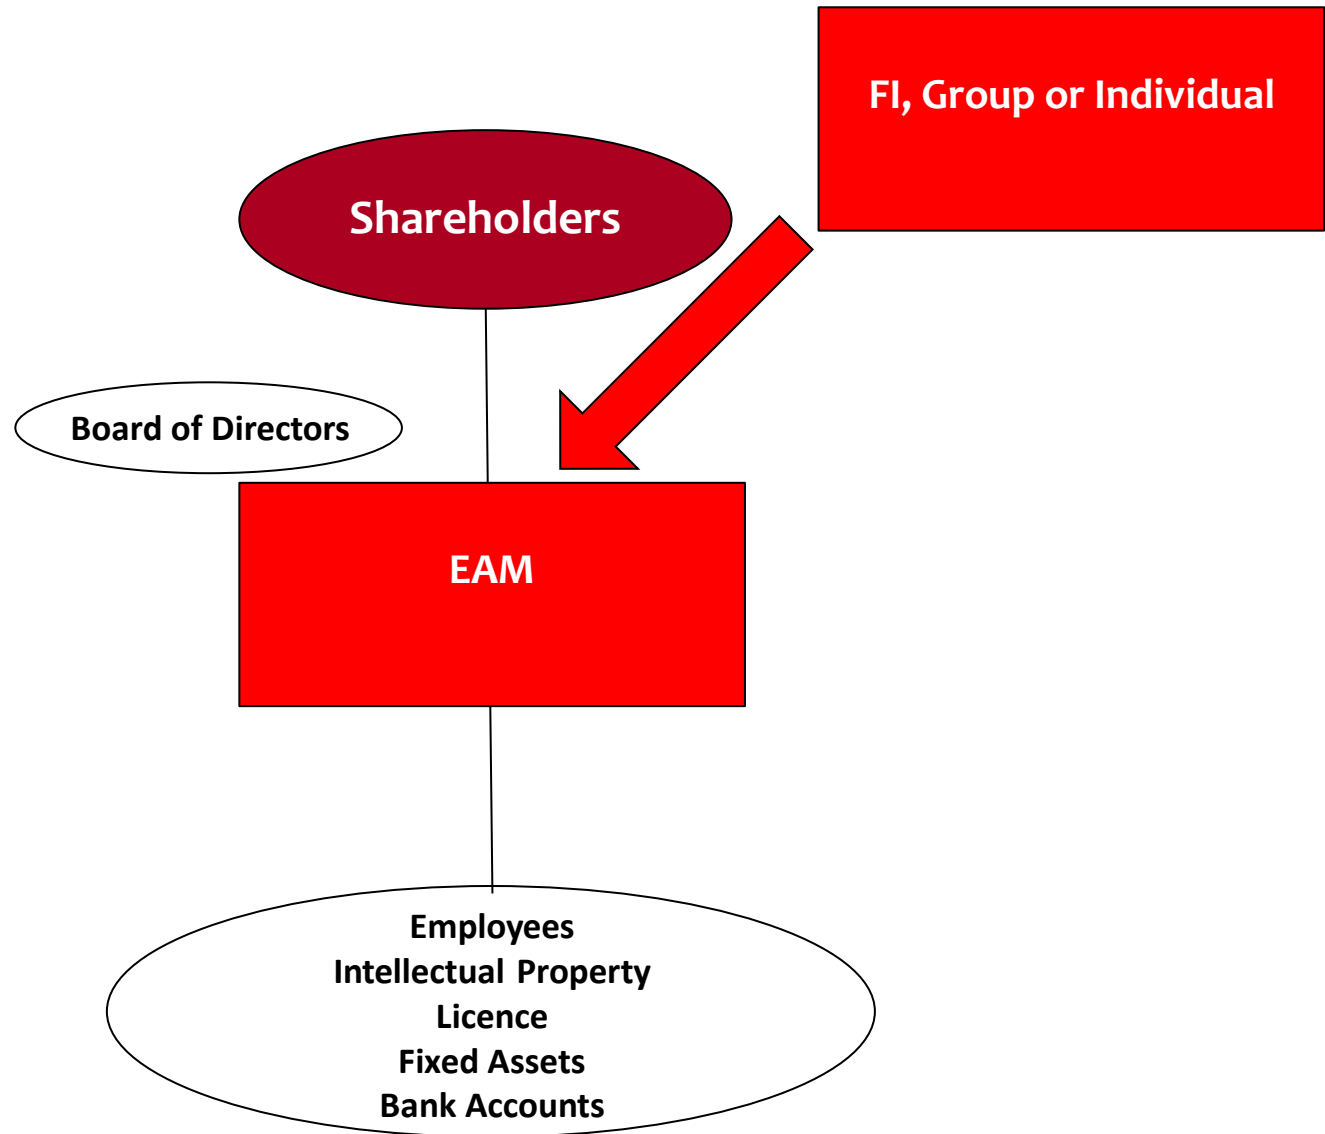 FI, Group or Individual
Shareholders
Board of Directors
EAM
Employees
Intellectual Property
Licence
Fixed Assets
Bank Accounts